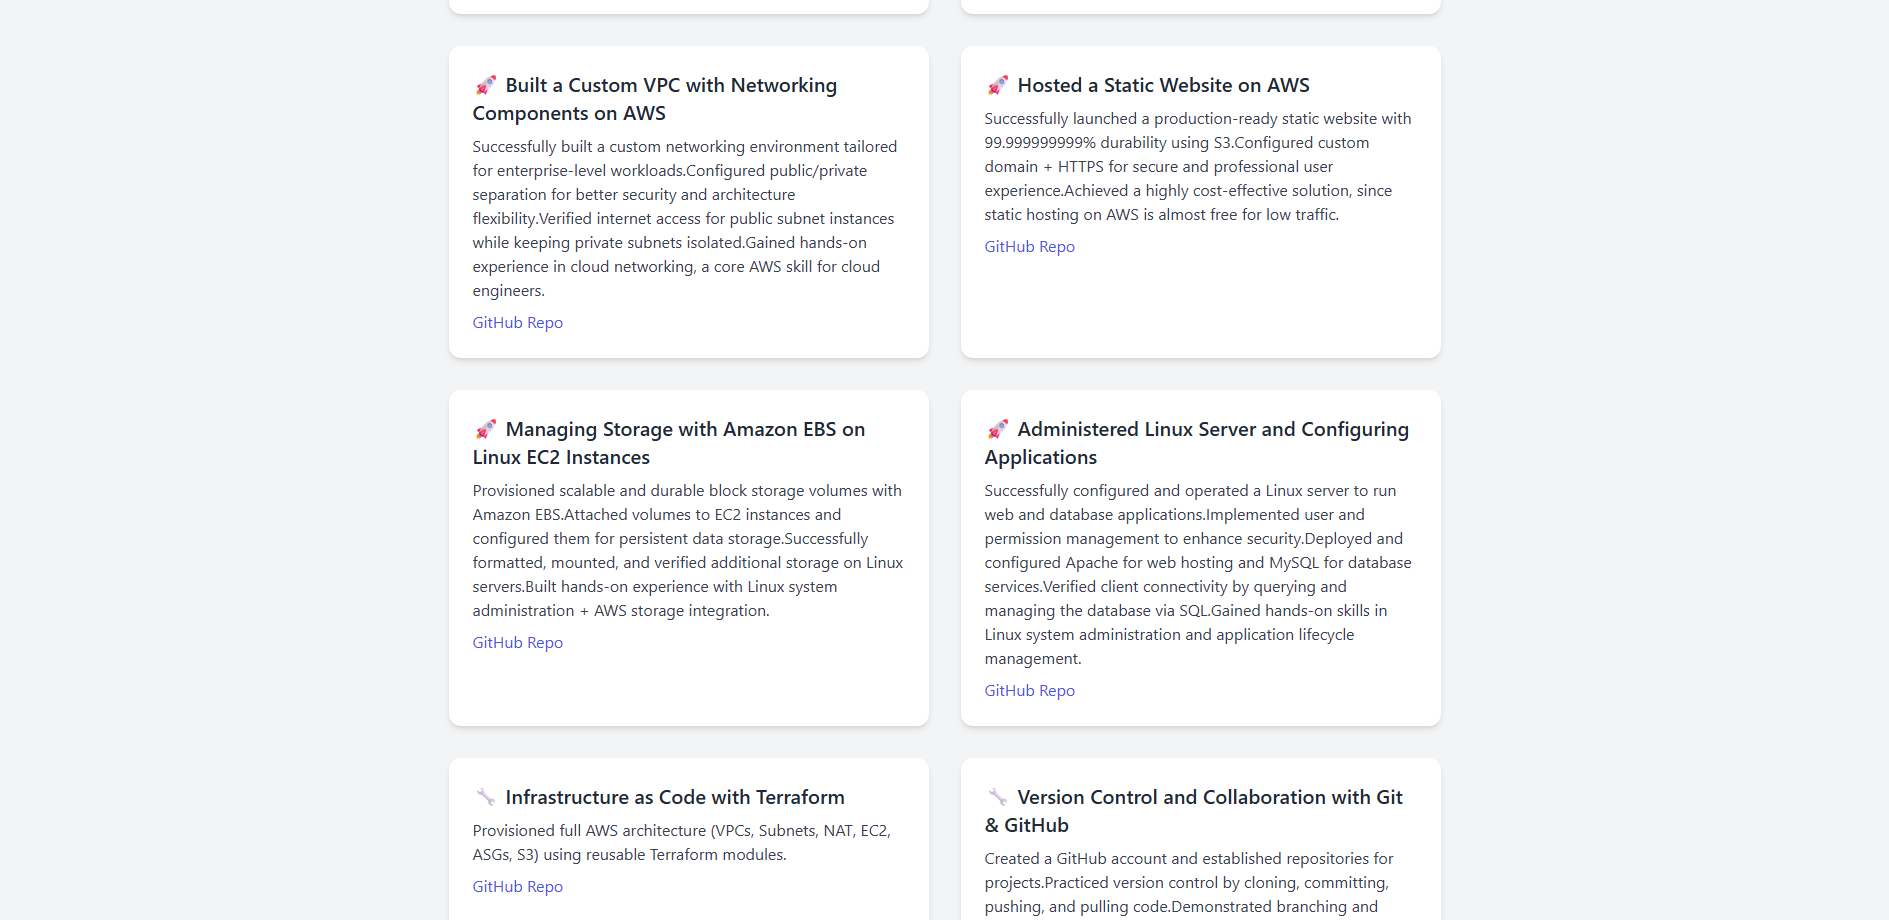 🚀 Built a Custom VPC with Networking
Components on AWS
Successfully built a custom networking environment tailored
for enterprise-level workloads.Configured public/private
separation for better security and architecture
flexibility.Verified internet access for public subnet instances
while keeping private subnets isolated.Gained hands-on
experience in cloud networking, a core AWS skill for cloud
engineers.
GitHub Repo
🚀 Hosted a Static Website on AWS
Successfully launched a production-ready static website with
99.999999999% durability using S3.Configured custom
domain + HTTPS for secure and professional user
experience.Achieved a highly cost-effective solution, since
static hosting on AWS is almost free for low traffic.
GitHub Repo
🚀 Managing Storage with Amazon EBS on
Linux EC2 Instances
Provisioned scalable and durable block storage volumes with
Amazon EBS.Attached volumes to EC2 instances and
configured them for persistent data storage.Successfully
formatted, mounted, and verified additional storage on Linux
servers.Built hands-on experience with Linux system
administration + AWS storage integration.
GitHub Repo
🚀 Administered Linux Server and Configuring
Applications
Successfully configured and operated a Linux server to run
web and database applications.Implemented user and
permission management to enhance security.Deployed and
configured Apache for web hosting and MySQL for database
services.Verified client connectivity by querying and
managing the database via SQL.Gained hands-on skills in
Linux system administration and application lifecycle
management.
GitHub Repo
🔧 Infrastructure as Code with Terraform
Provisioned full AWS architecture (VPCs, Subnets, NAT, EC2,
ASGs, S3) using reusable Terraform modules.
GitHub Repo
🔧 Version Control and Collaboration with Git
& GitHub
Created a GitHub account and established repositories for
projects.Practiced version control by cloning, committing,
pushing, and pulling code.Demonstrated branching and